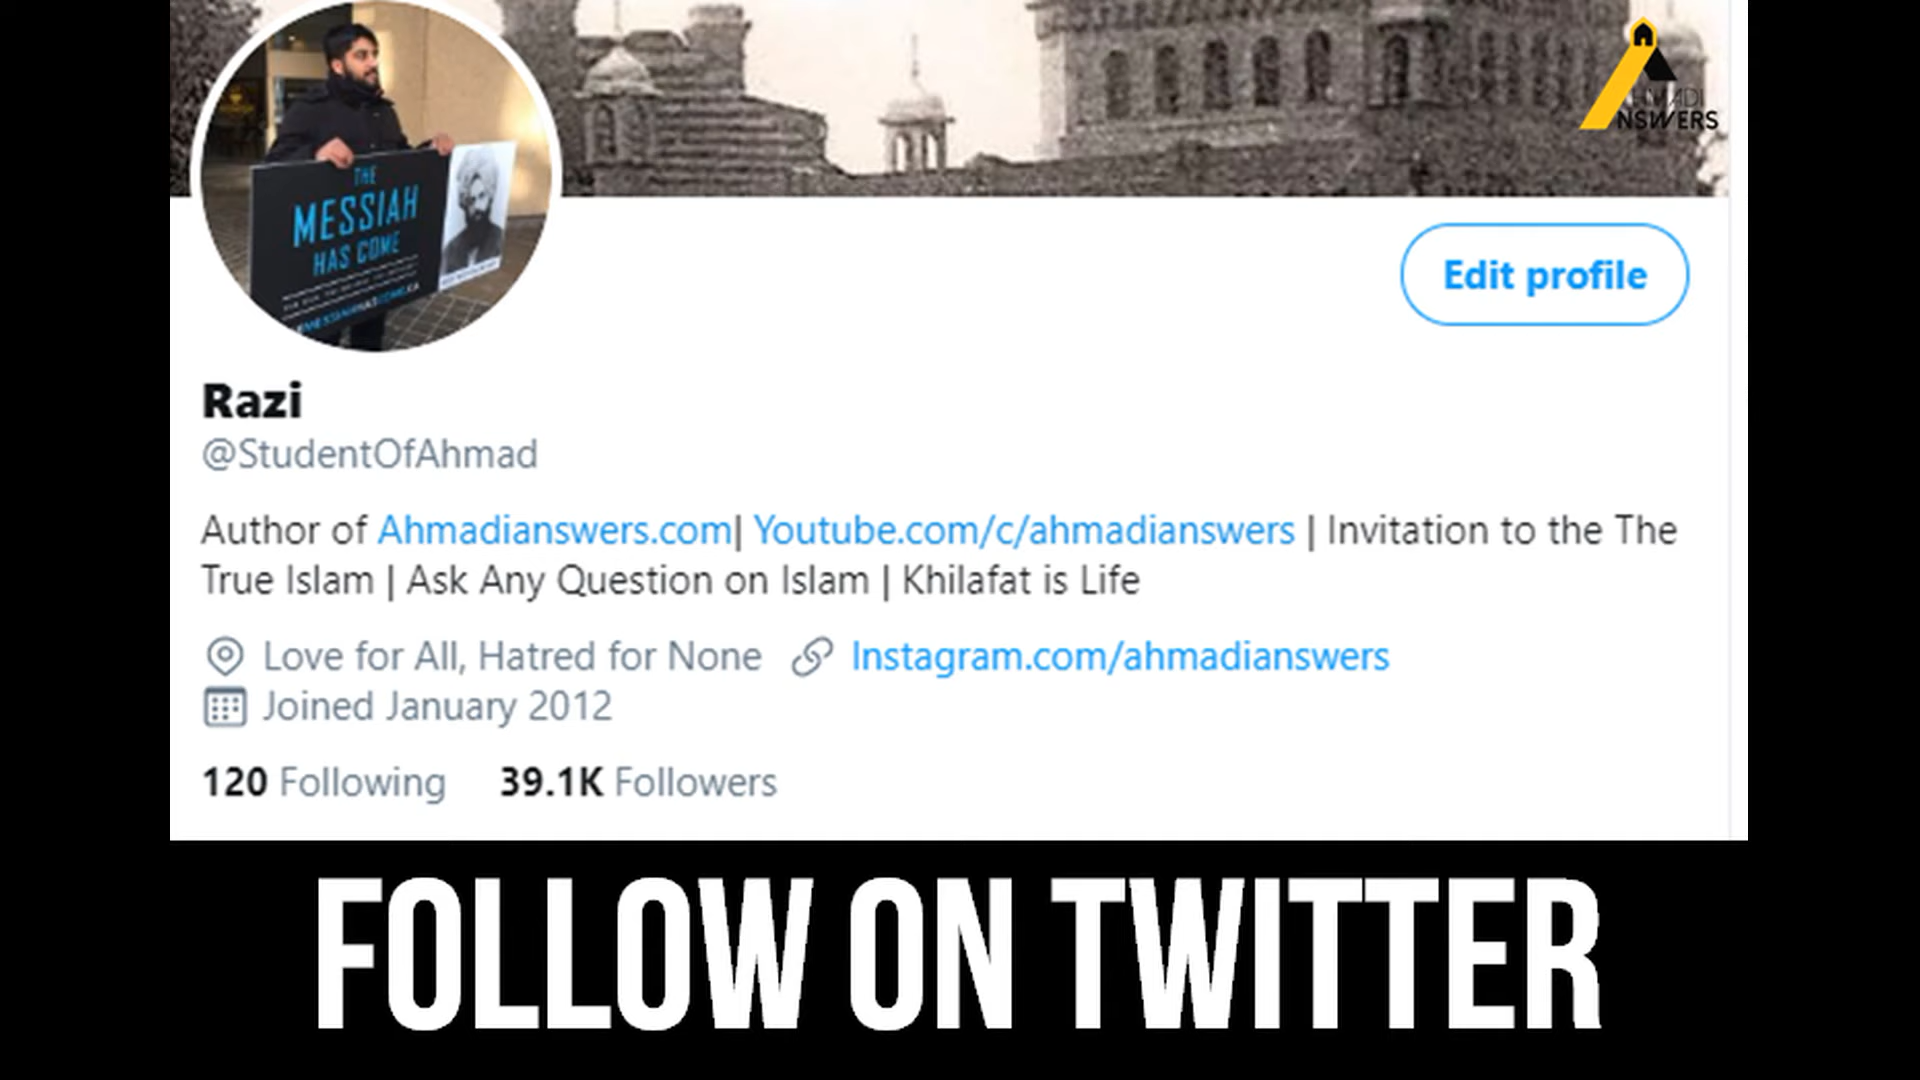 AHMADI
ANSWERS
THE
MESSIAH
HAS COME
Edit profile
Razi
@StudentOfAhmad
Author of Ahmadianswers.com| Youtube.com/c/ahmadianswers | Invitation to the The
True Islam | Ask Any Question on Islam | Khilafat is Life
Love for All, Hatred for None Instagram.com/ahmadianswers
Joined January 2012
120 Following 39.1K Followers
FOLLOW ON TWITTER